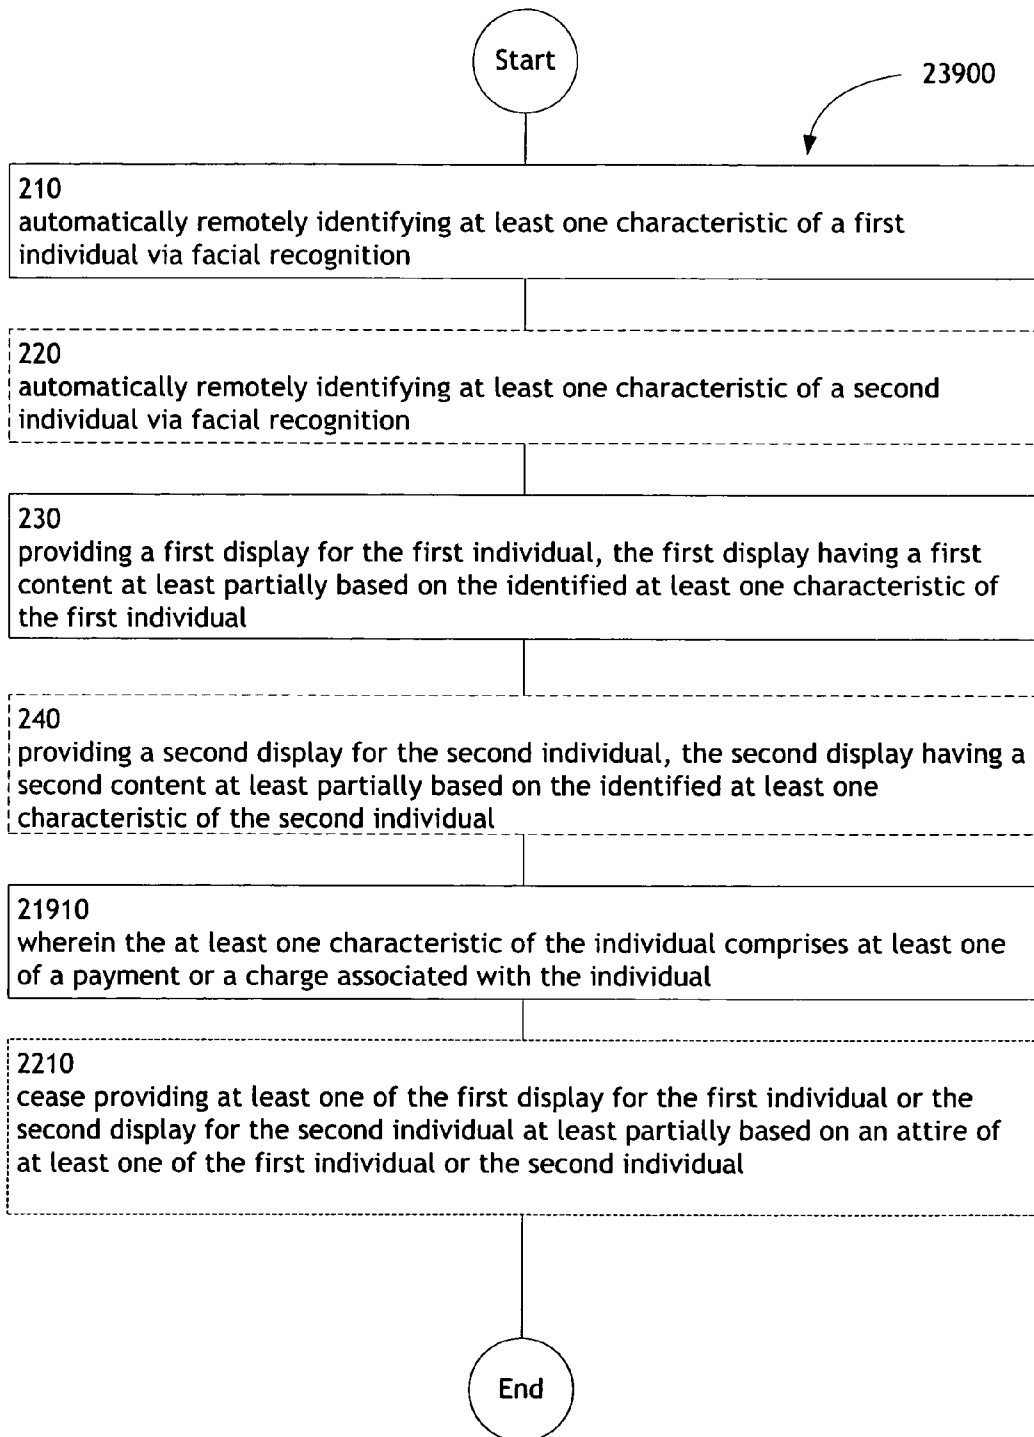 Start
23900
210
automatically remotely identifying at least one characteristic of a first
individual via facial recognition
220
automatically remotely identifying at least one characteristic of a second
individual via facial recognition
230
providing a first display for the first individual, the first display having a first
content at least partially based on the identified at least one characteristic of
the first individual
240
providing a second display for the second individual, the second display having a
second content at least partially based on the identified at least one
characteristic of the second individual
21910
wherein the at least one characteristic of the individual comprises at least one
of a payment or a charge associated with the individual
2210
cease providing at least one of the first display for the first individual or the
second display for the second individual at least partially based on an attire of
at least one of the first individual or the second individual
End